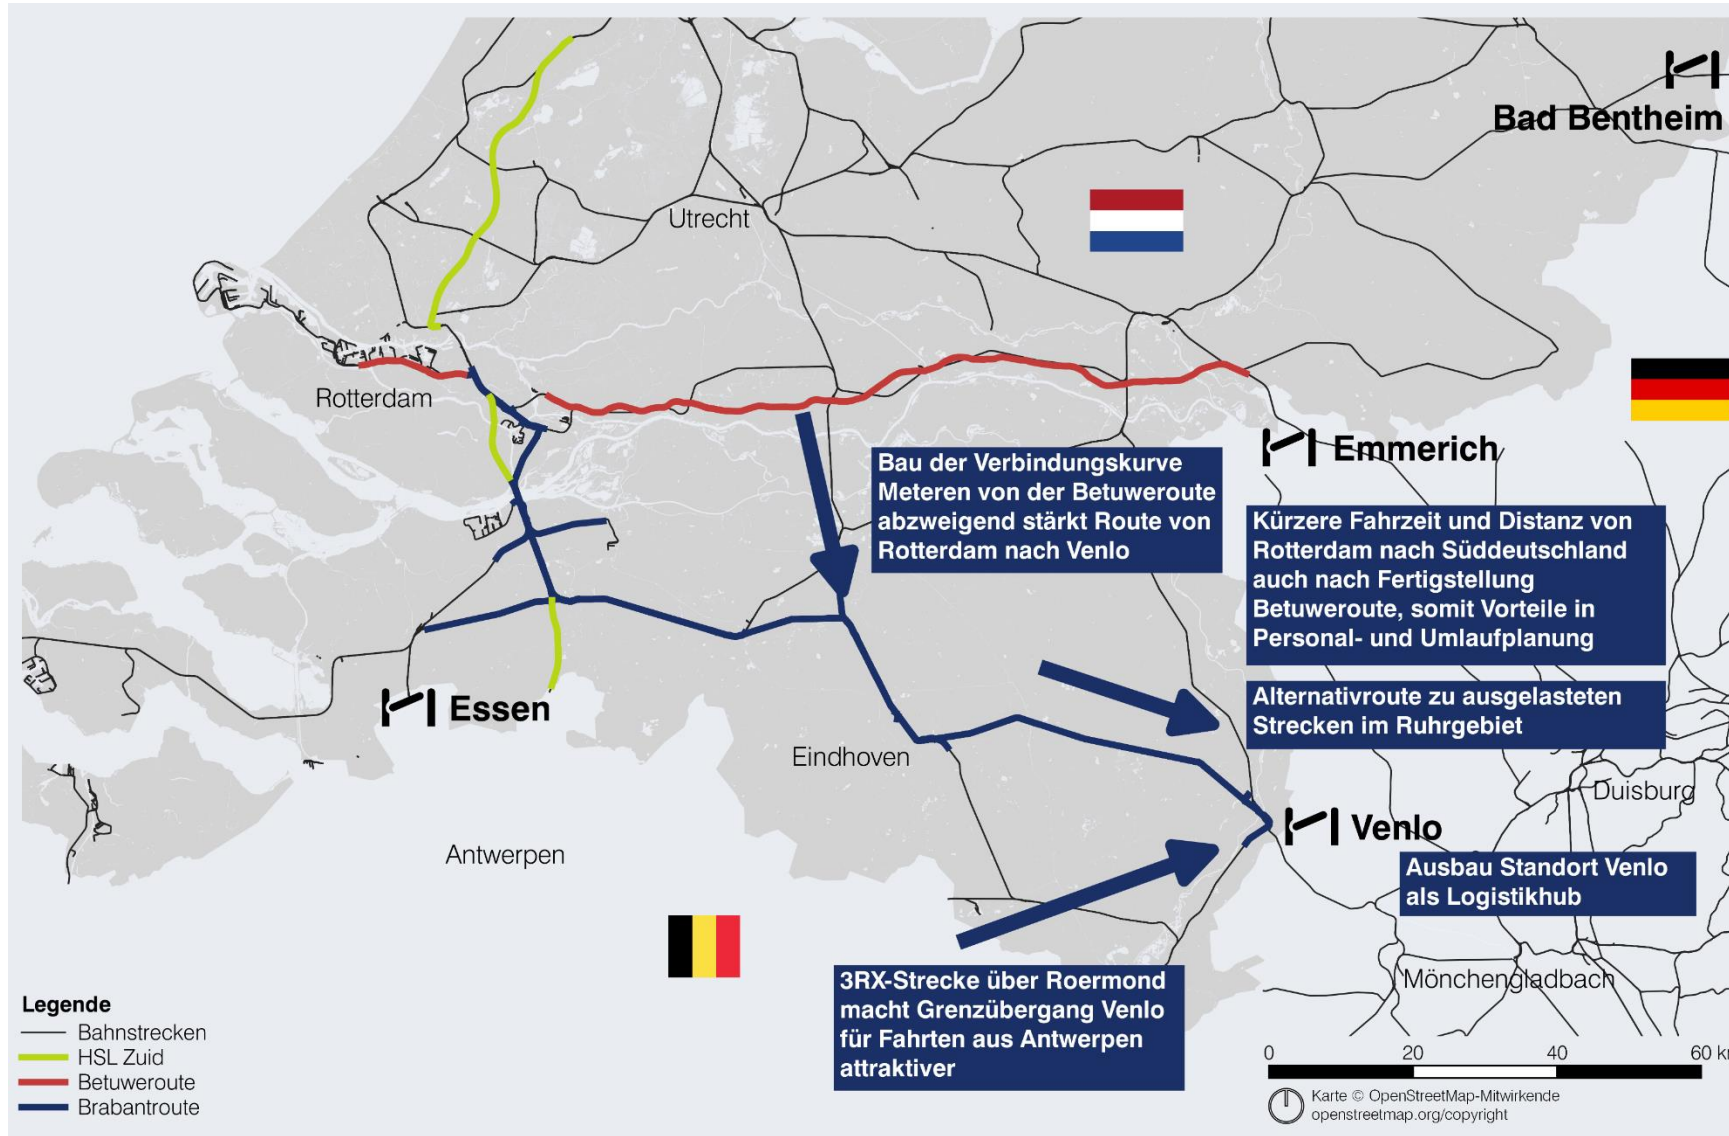 Bad Bentheim
Utrecht
Rotterdam
Emmerich
Bau der Verbindungskurve
Meteren von der Betuweroute
abzweigend stärkt Route von
Rotterdam nach Venlo
Kürzere Fahrzeit und Distanz von
Rotterdam nach Süddeutschland
auch nach Fertigstellung
Betuweroute, somit Vorteile in
Personal- und Umlaufplanung
Alternativroute zu ausgelasteten
Strecken im Ruhrgebiet
Essen
Eindhoven
Duisburg
Venlo
Antwerpen
Ausbau Standort Venlo
als Logistikhub
3RX-Strecke über Roermond
macht Grenzübergang Venlo
für Fahrten aus Antwerpen
attraktiver
Mönchengladbach
Legende
Bahnstrecken
HSL Zuid
Betuweroute
Brabantroute
0 20 40 60 km
Karte © OpenStreetMap-Mitwirkende
openstreetmap.org/copyright